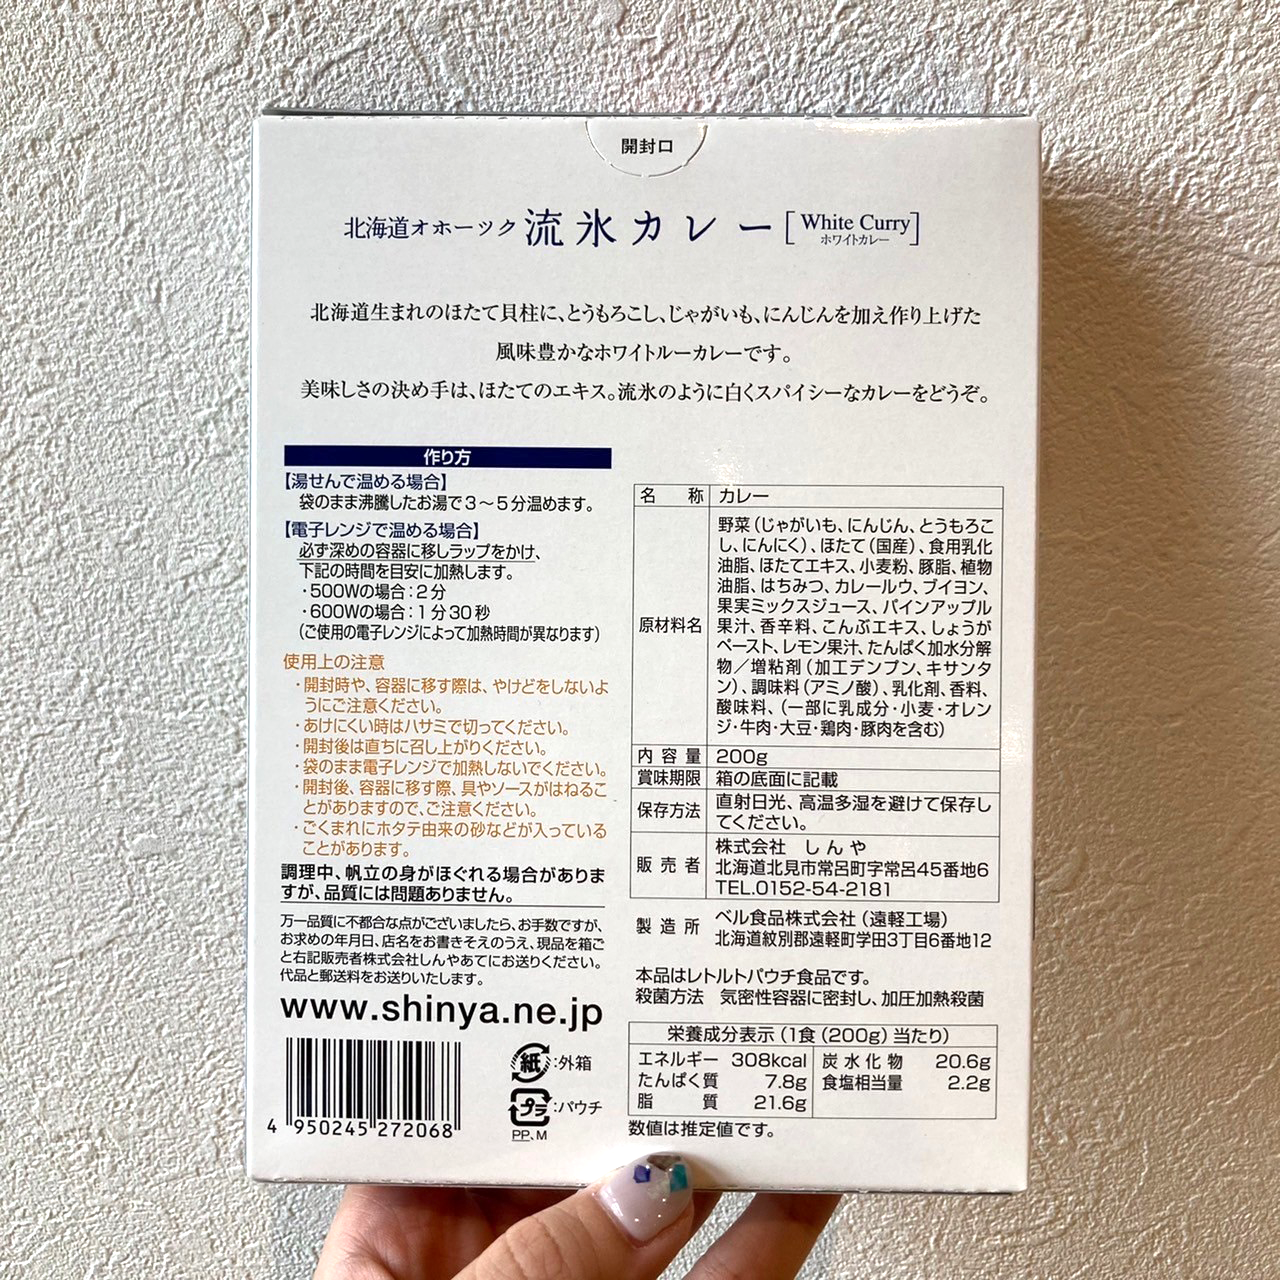 開封口
北海道オホーツク 流氷カレー [White Curry]
ホワイトカレー
北海道生まれのほたて貝柱に、とうもろこし、じゃがいも、にんじんを加え作り上げた
風味豊かなホワイトルーカレーです。
美味しさの決め手は、ほたてのエキス。流氷のように白くスパイシーなカレーをどうぞ。
作り方
【湯せんで温める場合】
袋のまま沸騰したお湯で3〜5分温めます。
【電子レンジで温める場合】
必ず深めの容器に移しラップをかけ、
下記の時間を目安に加熱します。
・500Wの場合:2分
・600Wの場合:1分30秒
(ご使用の電子レンジによって加熱時間が異なります)
使用上の注意
・開封時や、容器に移す際は、やけどをしないよ
うにご注意ください。
・あけにくい時はハサミで切ってください。
・開封後は直ちに召し上がりください。
・袋のまま電子レンジで加熱しないでください。
・開封後、容器に移す際、具やソースがはねるこ
とがありますので、ご注意ください。
・ごくまれにホタテ由来の砂などが入っている
ことがあります。
調理中、帆立の身がほぐれる場合がありま
すが、品質には問題ありません。
万一品質に不都合な点がございましたら、お手数ですが、
お求めの年月日、店名をお書きそえのうえ、現品を箱ご
と右記販売者株式会社しんやあてにお送りください。
代品と郵送料をお送りいたします。
www.shinya.ne.jp
4 950245 272068
紙:外箱
プラ:パウチ
PP、M
名称 カレー
原材料名 野菜(じゃがいも、にんじん、とうもろこ
し、にんにく)、ほたて(国産)、食用乳化
油脂、ほたてエキス、小麦粉、豚脂、植物
油脂、はちみつ、カレールウ、ブイヨン、
果実ミックスジュース、パインアップル
果汁、香辛料、こんぶエキス、しょうが
ペースト、レモン果汁、たんぱく加水分解
物／増粘剤(加工デンプン、キサンタ
ン)、調味料(アミノ酸)、乳化剤、香料、
酸味料、(一部に乳成分・小麦・オレン
ジ・牛肉・大豆・鶏肉・豚肉を含む)
内容量 200g
賞味期限 箱の底面に記載
保存方法 直射日光、高温多湿を避けて保存し
てください。
販売者 株式会社 しんや
北海道北見市常呂町字常呂45番地6
TEL.0152-54-2181
製造所 ベル食品株式会社(遠軽工場)
北海道紋別郡遠軽町学田3丁目6番地12
本品はレトルトパウチ食品です。
殺菌方法 気密性容器に密封し、加圧加熱殺菌
栄養成分表示(1食(200g)当たり)
エネルギー 308kcal 炭水化物 20.6g
たんぱく質 7.8g 食塩相当量 2.2g
脂質 21.6g
数値は推定値です。